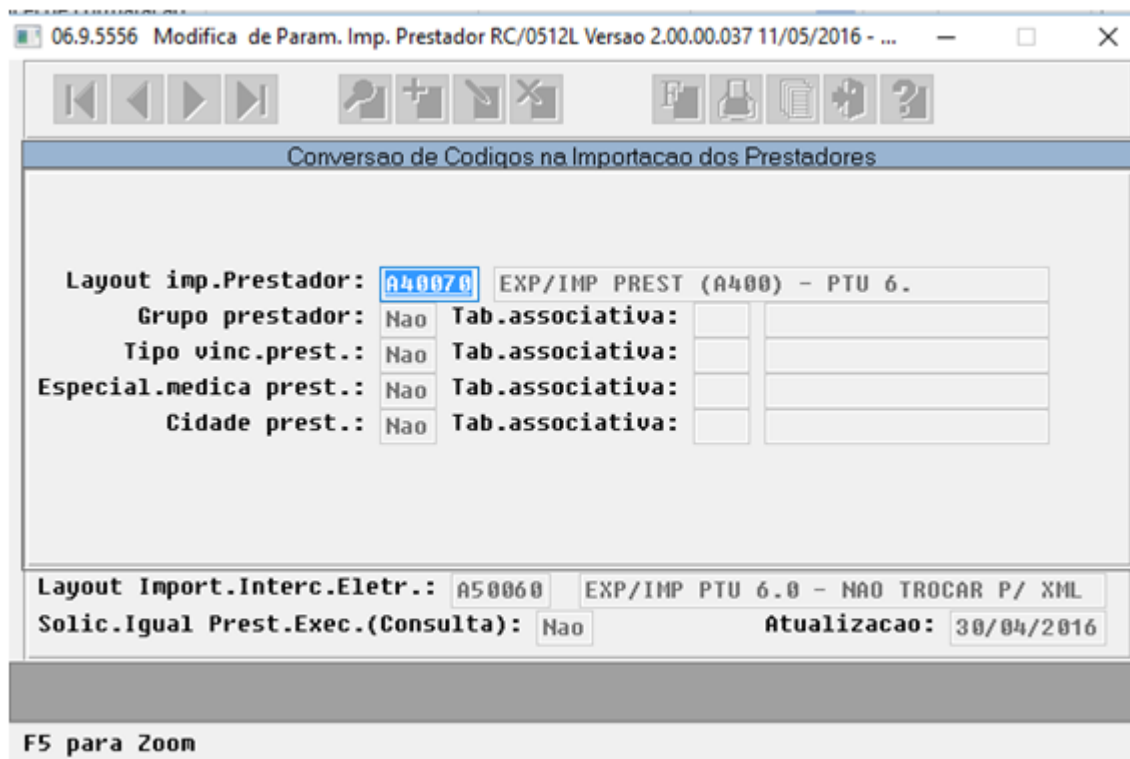 06.9.5556 Modifica de Param. Imp. Prestador RC/0512L Versao 2.00.00.037 11/05/2016 - ...
Conversao de Codigos na Importacao dos Prestadores
Layout imp.Prestador: A40070 EXP/IMP PREST (A400) - PTU 6.
Grupo prestador: Nao Tab.associativa:
Tipo vinc.prest.: Nao Tab.associativa:
Especial.medica prest.: Nao Tab.associativa:
Cidade prest.: Nao Tab.associativa:
Layout Import.Interc.Eletr.: A50060 EXP/IMP PTU 6.0 - NAO TROCAR P/ XML
Solic.Igual Prest.Exec.(Consulta): Nao Atualizacao: 30/04/2016
F5 para Zoom